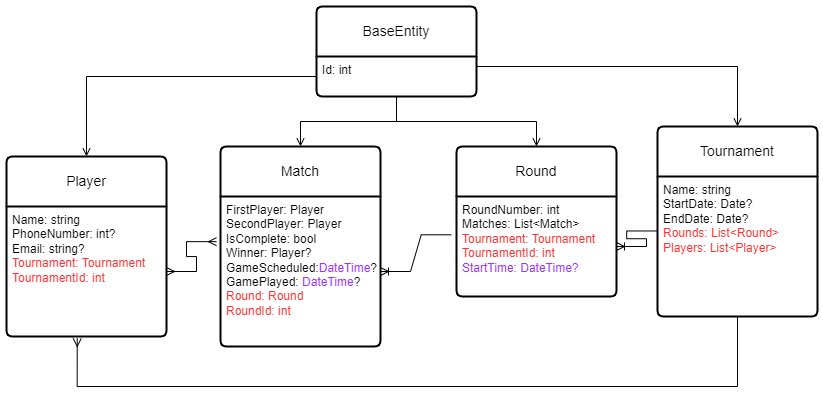 BaseEntity
Id: int
Player
Name: string
PhoneNumber: int?
Email: string?
Tournament: Tournament
TournamentId: int
Match
FirstPlayer: Player
SecondPlayer: Player
IsComplete: bool
Winner: Player?
GameScheduled:DateTime?
GamePlayed: DateTime?
Round: Round
RoundId: int
Round
RoundNumber: int
Matches: List<Match>
Tournament: Tournament
TournamentId: int
StartTime: DateTime?
Tournament
Name: string
StartDate: Date?
EndDate: Date?
Rounds: List<Round>
Players: List<Player>